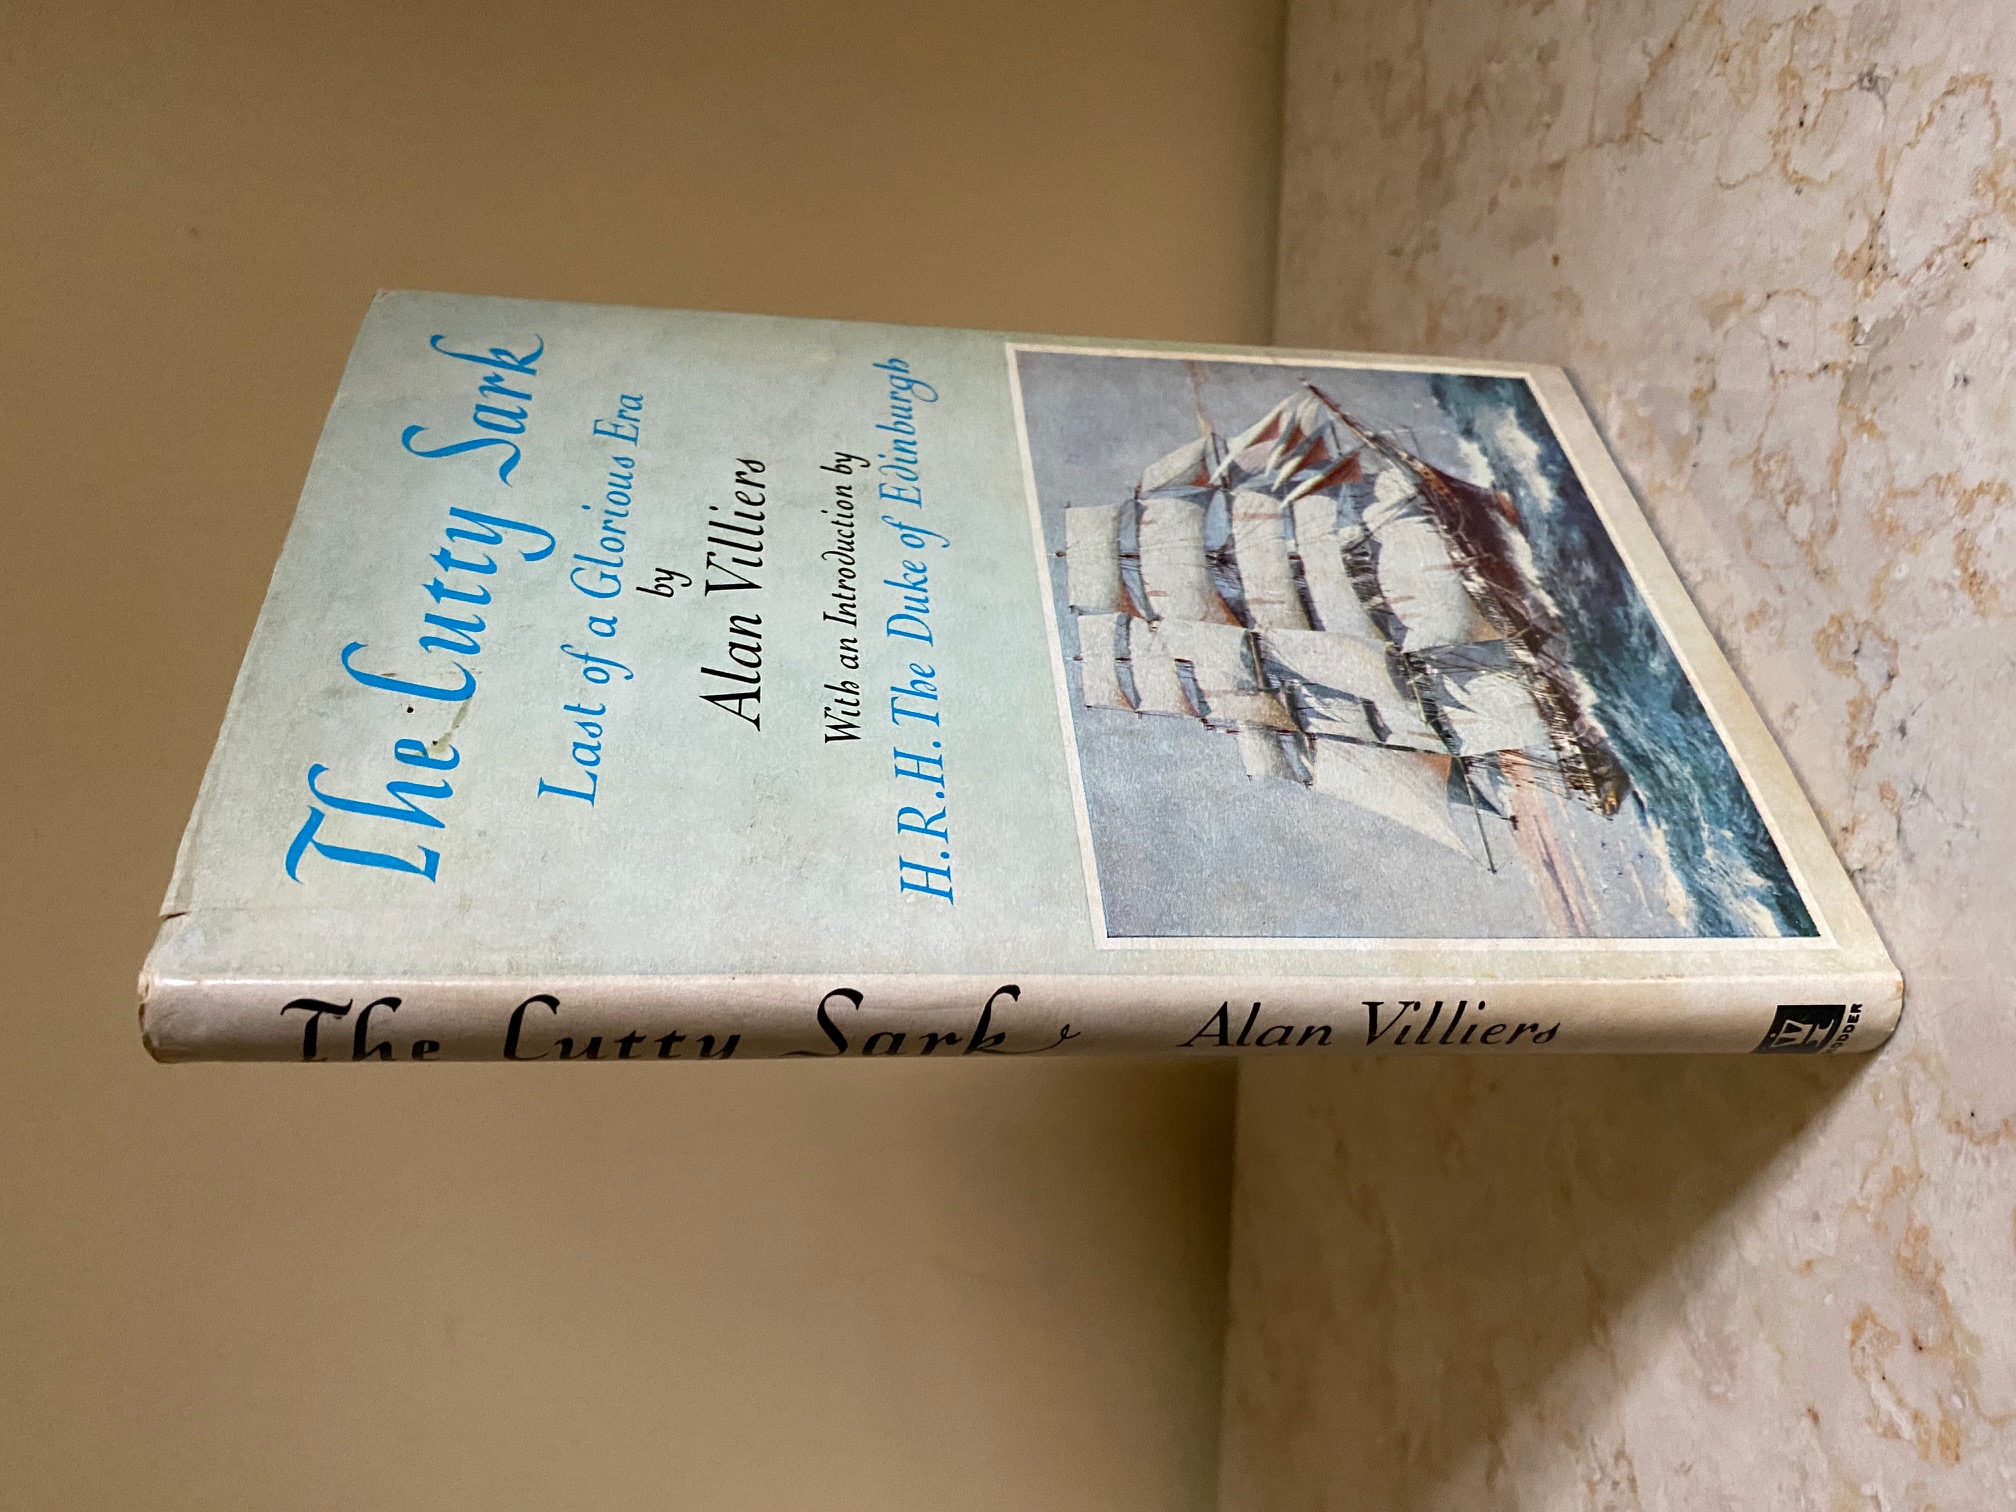 The Cutty Sark
Last of a Glorious Era
by
Alan Villiers
With an Introduction by
H.R.H. The Duke of Edinburgh
The Cutty Sark Alan Villiers
HODDER